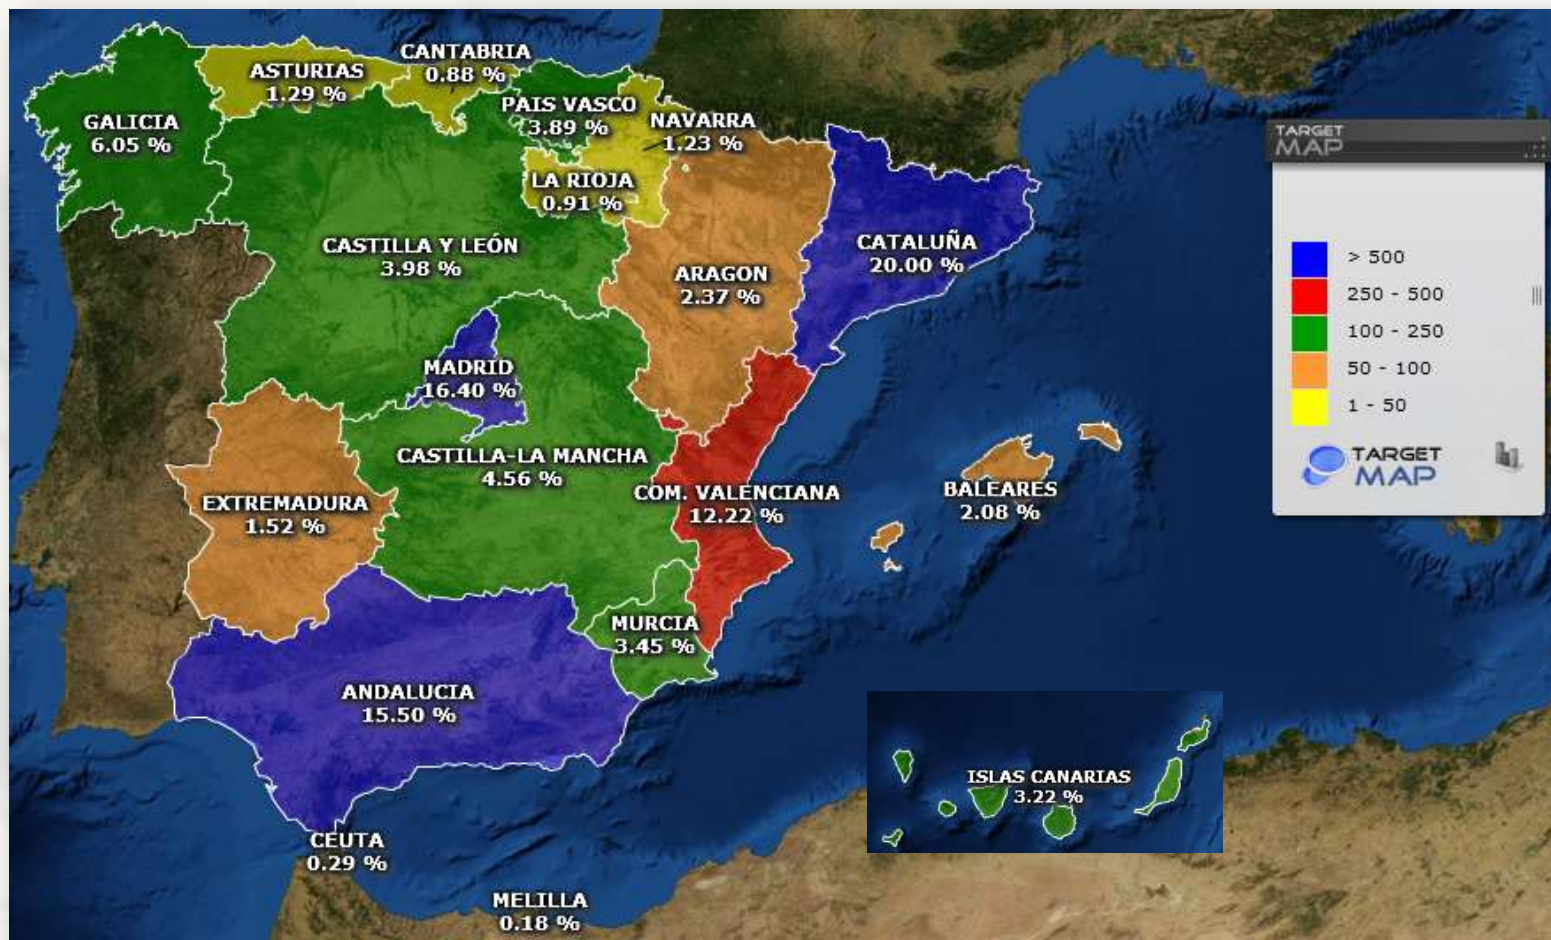 CANTABRIA
0.88 %
ASTURIAS
1.29 %
PAIS VASCO
3.89 %
GALICIA
6.05 %
NAVARRA
1.23 %
LA RIOJA
0.91 %
CASTILLA Y LEÓN
3.98 %
CATALUÑA
20.00 %
ARAGON
2.37 %
MADRID
16.40 %
CASTILLA-LA MANCHA
4.56 %
EXTREMADURA
1.52 %
COM. VALENCIANA
12.22 %
BALEARES
2.08 %
MURCIA
3.45 %
ANDALUCIA
15.50 %
ISLAS CANARIAS
3.22 %
CEUTA
0.29 %
MELILLA
0.18 %
TARGET
MAP
> 500
250 - 500
100 - 250
50 - 100
1 - 50
TARGET
MAP